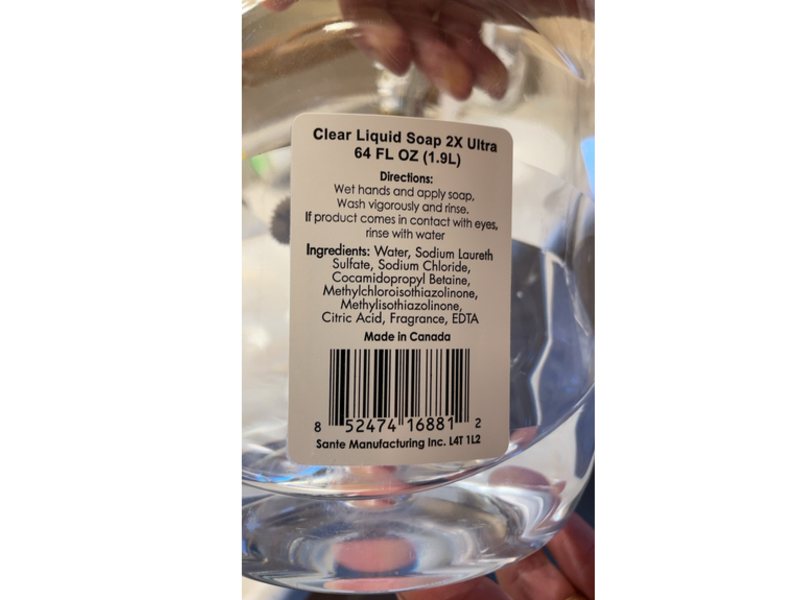 Clear Liquid Soap 2X Ultra
64 FL OZ (1.9L)
Directions:
Wet hands and apply soap,
Wash vigorously and rinse.
If product comes in contact with eyes,
rinse with water
Ingredients: Water, Sodium Laureth
Sulfate, Sodium Chloride,
Cocamidopropyl Betaine,
Methylchloroisothiazolinone,
Methylisothiazolinone,
Citric Acid, Fragrance, EDTA
Made in Canada
8 52474 16881 2
Sante Manufacturing Inc. L4T 1L2